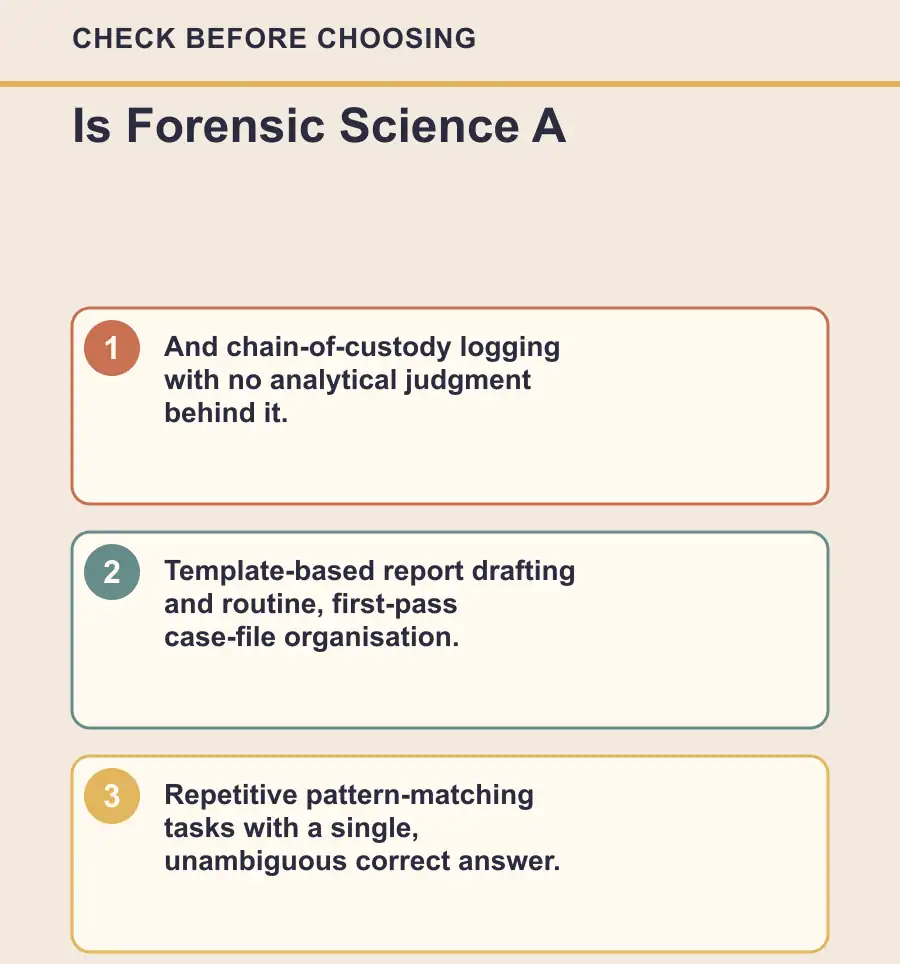 CHECK BEFORE CHOOSING
Is Forensic Science A
1
And chain-of-custody logging
with no analytical judgment
behind it.
2
Template-based report drafting
and routine, first-pass
case-file organisation.
3
Repetitive pattern-matching
tasks with a single,
unambiguous correct answer.